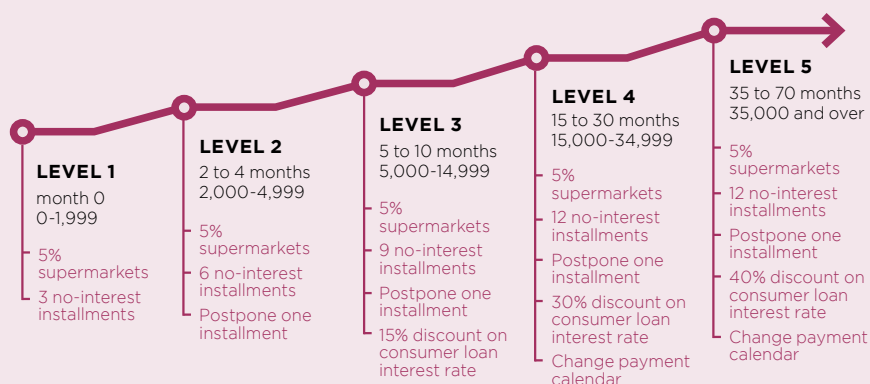 LEVEL 1
month 0
0-1,999
5%
supermarkets
3 no-interest
installments
LEVEL 2
2 to 4 months
2,000-4,999
5%
supermarkets
6 no-interest
installments
Postpone one
installment
LEVEL 3
5 to 10 months
5,000-14,999
5%
supermarkets
9 no-interest
installments
Postpone one
installment
15% discount on
consumer loan
interest rate
LEVEL 4
15 to 30 months
15,000-34,999
5%
supermarkets
12 no-interest
installments
Postpone one
installment
30% discount on
consumer loan
interest rate
Change payment
calendar
LEVEL 5
35 to 70 months
35,000 and over
5%
supermarkets
12 no-interest
installments
Postpone one
installment
40% discount on
consumer loan
interest rate
Change payment
calendar